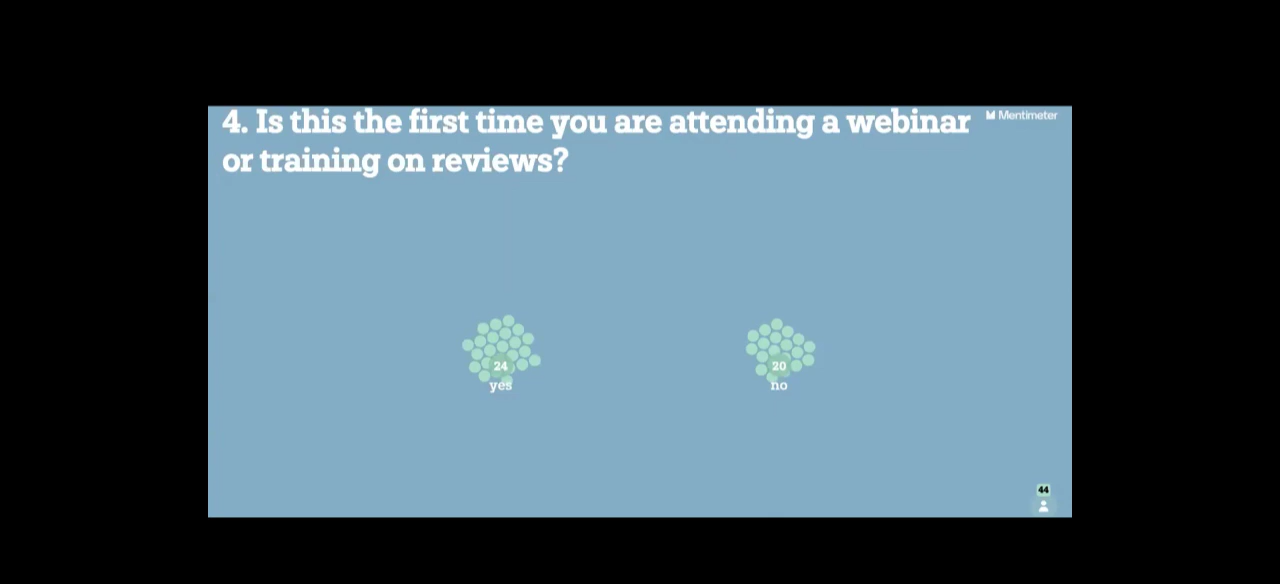 4. Is this the first time you are attending a webinar
or training on reviews?
Mentimeter
24
yes
20
no
44